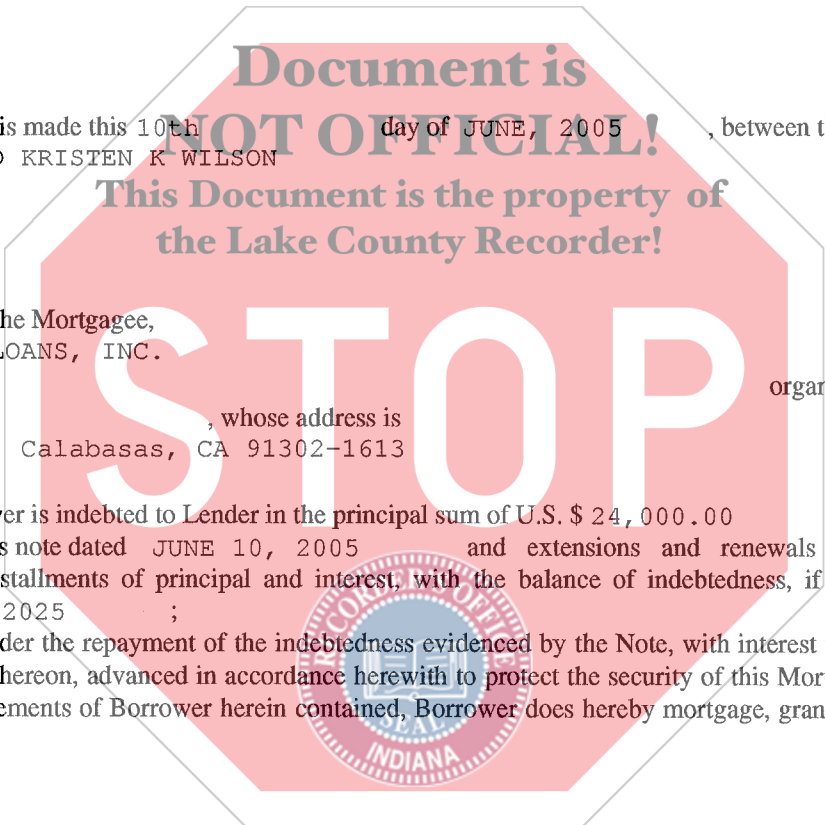 Document is
is made this 10th day of JUNE, 2005 , between t
NOT OFFICIAL!
KRISTEN K WILSON
This Document is the property of
the Lake County Recorder!
he Mortgagee,
LOANS, INC.
STOP
organ
, whose address is
Calabasas, CA 91302-1613
er is indebted to Lender in the principal sum of U.S. $ 24,000.00
s note dated JUNE 10, 2005 and extensions and renewals
stallments of principal and interest, with the balance of indebtedness, if
2025 ;
der the repayment of the indebtedness evidenced by the Note, with interest
hereon, advanced in accordance herewith to protect the security of this Mor
ements of Borrower herein contained, Borrower does hereby mortgage, gran
RECORDER'S OFFICE
SEAL
INDIANA